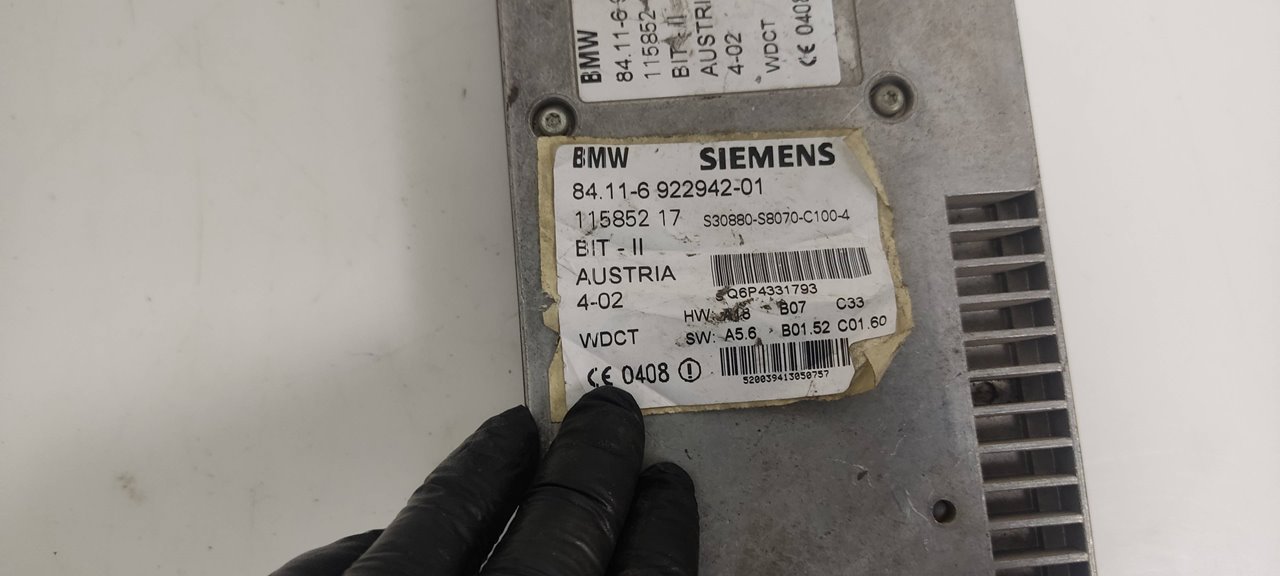 BMW
84.11-6
115852
BIT - II
AUSTRI
4-02
WDCT
CE 0408
BMW SIEMENS
84.11-6 922942-01
115852 17 S30880-S8070-C100-4
BIT - II
AUSTRIA
Q6P4331793
4-02
HW: A18 B07 C33
WDCT SW: A5.6 B01.52 C01.60
CE 0408
520039413050757